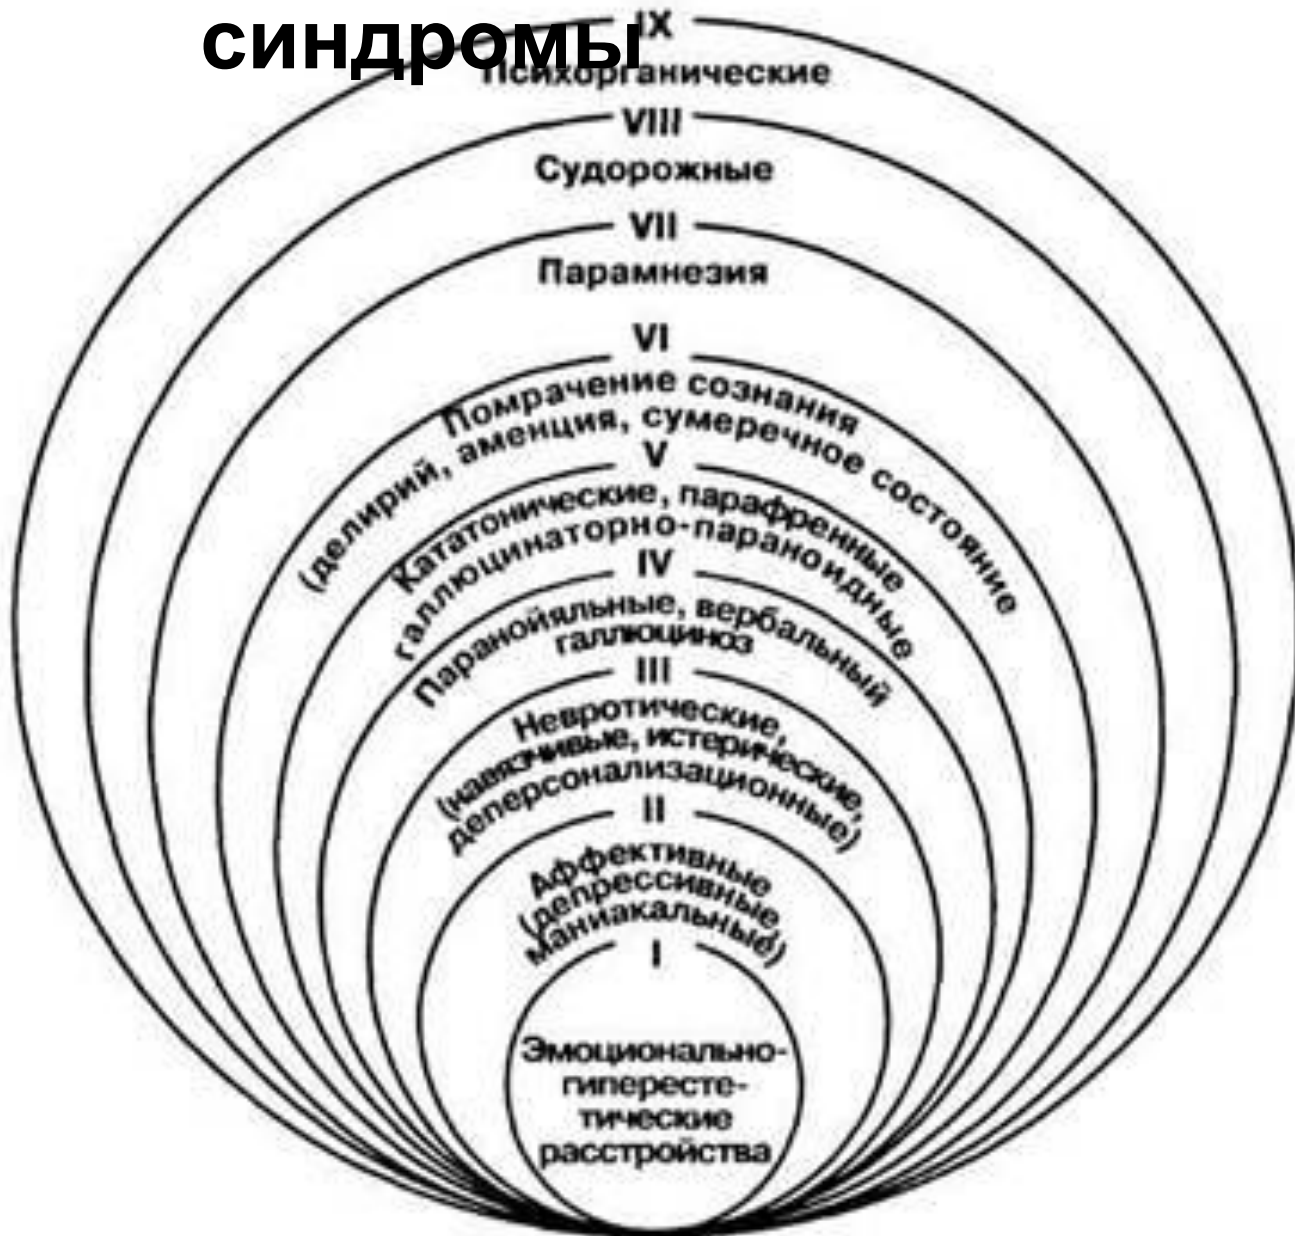 синдромы
IX
Психорганические
VIII
Судорожные
VII
Парамнезия
VI
Помрачение сознания
(делирий, аменция, сумеречное состояние
V
Кататонические, парафренные
галлюцинаторно-параноидные
IV
Паранойяльные, вербальный
галлюциноз
III
Невротические,
(навязчивые, истерические,
деперсонализационные)
II
Аффективные
(депрессивные,
маниакальные)
I
Эмоционально-
гипересте-
тические
расстройства